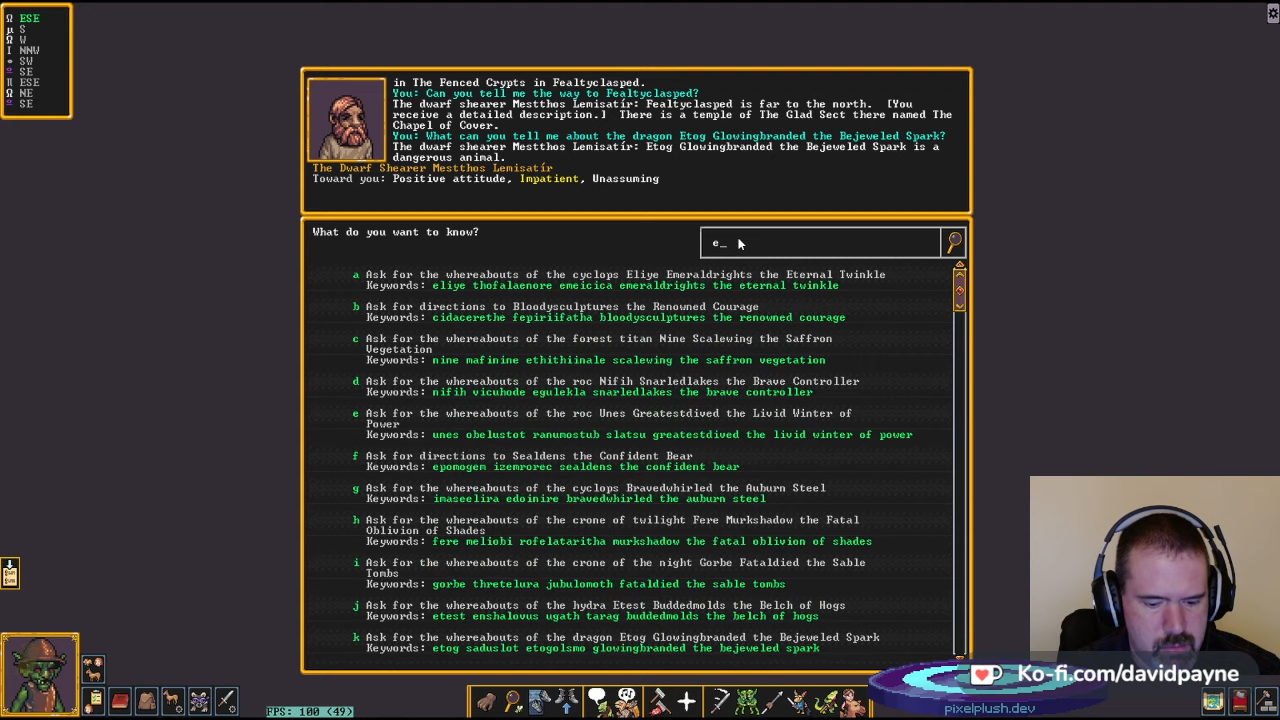 Ω ESE
μ S
Ω W
I NNW
• SW
SE
π ESE
Ω NE
SE
in The Fenced Crypts in Fealtyclasped.
You: Can you tell me the way to Fealtyclasped?
The dwarf shearer Mestthos Lemisatír: Fealtyclasped is far to the north. [You
receive a detailed description.] There is a temple of The Glad Sect there named The
Chapel of Cover.
You: What can you tell me about the dragon Etog Glowingbranded the Bejeweled Spark?
The dwarf shearer Mestthos Lemisatír: Etog Glowingbranded the Bejeweled Spark is a
dangerous animal.
The Dwarf Shearer Mestthos Lemisatír
Toward you: Positive attitude, Impatient, Unassuming
What do you want to know?
e_
a Ask for the whereabouts of the cyclops Eliye Emeraldrights the Eternal Twinkle
Keywords: eliye thofalaenore emeicica emeraldrights the eternal twinkle
b Ask for directions to Bloodysculptures the Renowned Courage
Keywords: cidacerethe fepiriifatha bloodysculptures the renowned courage
c Ask for the whereabouts of the forest titan Nine Scalewing the Saffron
Vegetation
Keywords: nine mafinine ethithiinale scalewing the saffron vegetation
d Ask for the whereabouts of the roc Nifih Snarledlakes the Brave Controller
Keywords: nifih vicuhode egulekla snarledlakes the brave controller
e Ask for the whereabouts of the roc Unes Greatestdived the Livid Winter of
Power
Keywords: unes obelustot ranumostub slatsu greatestdived the livid winter of power
f Ask for directions to Sealdens the Confident Bear
Keywords: epomogem izemrorec sealdens the confident bear
g Ask for the whereabouts of the cyclops Bravedwhirled the Auburn Steel
Keywords: imaseelira edoinire bravedwhirled the auburn steel
h Ask for the whereabouts of the crone of twilight Fere Murkshadow the Fatal
Oblivion of Shades
Keywords: fere meliobi rofelataritha murkshadow the fatal oblivion of shades
i Ask for the whereabouts of the crone of the night Gorbe Fataldied the Sable
Tombs
Keywords: gorbe thretelura jubulomoth fataldied the sable tombs
j Ask for the whereabouts of the hydra Etest Buddedmolds the Belch of Hogs
Keywords: etest enshalovus ugath tarag buddedmolds the belch of hogs
k Ask for the whereabouts of the dragon Etog Glowingbranded the Bejeweled Spark
Keywords: etog saduslot etogolsmo glowingbranded the bejeweled spark
Ko-fi.com/davidpayne
pixelplush.dev
FPS: 100 (49)